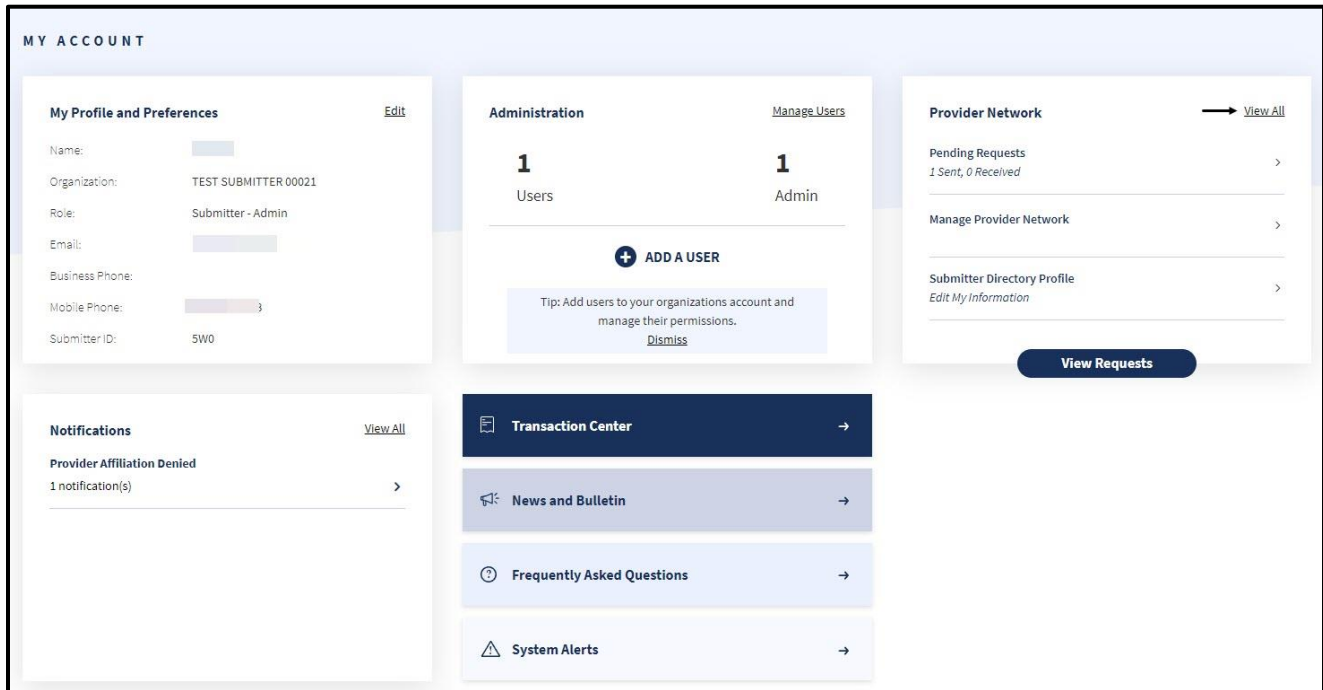 MY ACCOUNT
My Profile and Preferences
Edit
Name:
Organization:
TEST SUBMITTER 00021
Role:
Submitter - Admin
Email:
Business Phone:
Mobile Phone:
Submitter ID:
5W0
Administration
Manage Users
1
Users
1
Admin
ADD A USER
Tip: Add users to your organizations account and
manage their permissions.
Dismiss
Provider Network
View All
Pending Requests
1 Sent, 0 Received
Manage Provider Network
Submitter Directory Profile
Edit My Information
View Requests
Notifications
View All
Provider Affiliation Denied
1 notification(s)
Transaction Center
News and Bulletin
Frequently Asked Questions
System Alerts